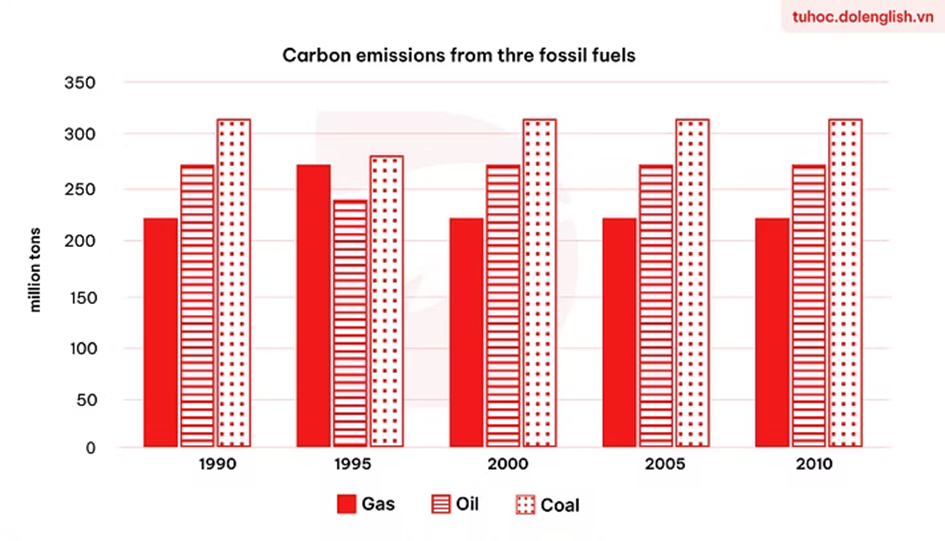 tuhoc.dolenglish.vn
Carbon emissions from thre fossil fuels
350
300
250
200
150
100
50
0
million tons
1990 1995 2000 2005 2010
Gas Oil Coal